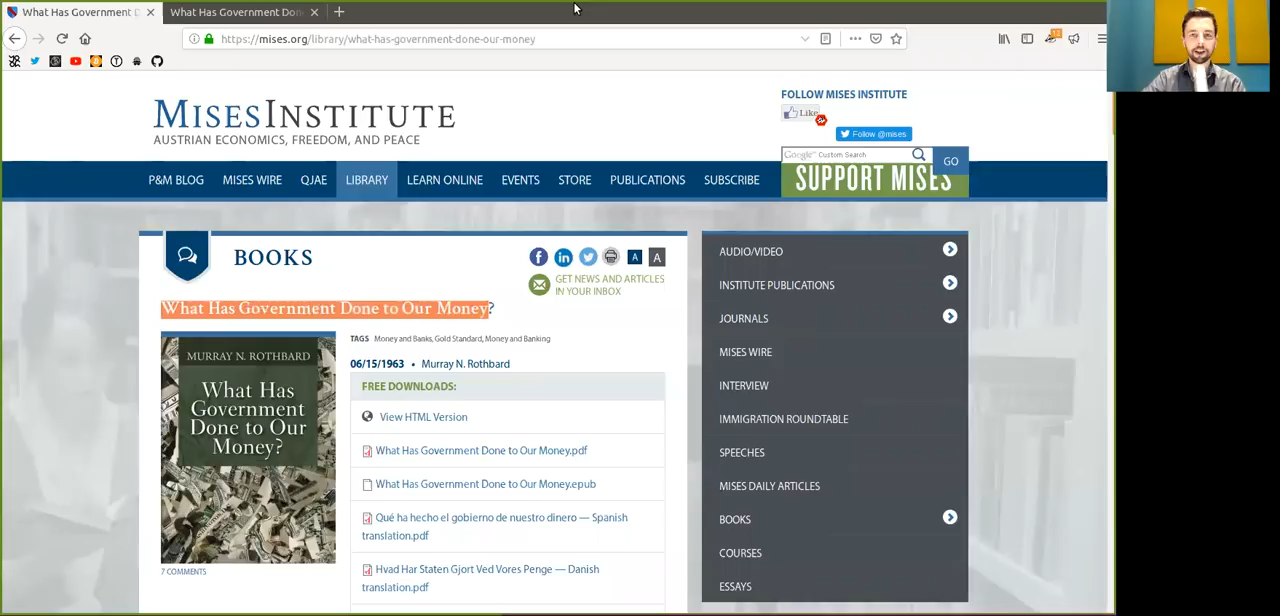 What Has Government D
What Has Government Don
https://mises.org/library/what-has-government-done-our-money
12
MISESINSTITUTE
AUSTRIAN ECONOMICS, FREEDOM, AND PEACE
FOLLOW MISES INSTITUTE
Like
Follow @mises
Google Custom Search
GO
SUPPORT MISES
P&M BLOG MISES WIRE QJAE LIBRARY LEARN ONLINE EVENTS STORE PUBLICATIONS SUBSCRIBE
BOOKS
A A
GET NEWS AND ARTICLES
IN YOUR INBOX
What Has Government Done to Our Money?
MURRAY N. ROTHBARD
What Has
Government
Done to Our
Money?
7 COMMENTS
TAGS Money and Banks, Gold Standard, Money and Banking
06/15/1963 • Murray N. Rothbard
FREE DOWNLOADS:
View HTML Version
What Has Government Done to Our Money.pdf
What Has Government Done to Our Money.epub
Qué ha hecho el gobierno de nuestro dinero — Spanish
translation.pdf
Hvad Har Staten Gjort Ved Vores Penge — Danish
translation.pdf
AUDIO/VIDEO
INSTITUTE PUBLICATIONS
JOURNALS
MISES WIRE
INTERVIEW
IMMIGRATION ROUNDTABLE
SPEECHES
MISES DAILY ARTICLES
BOOKS
COURSES
ESSAYS